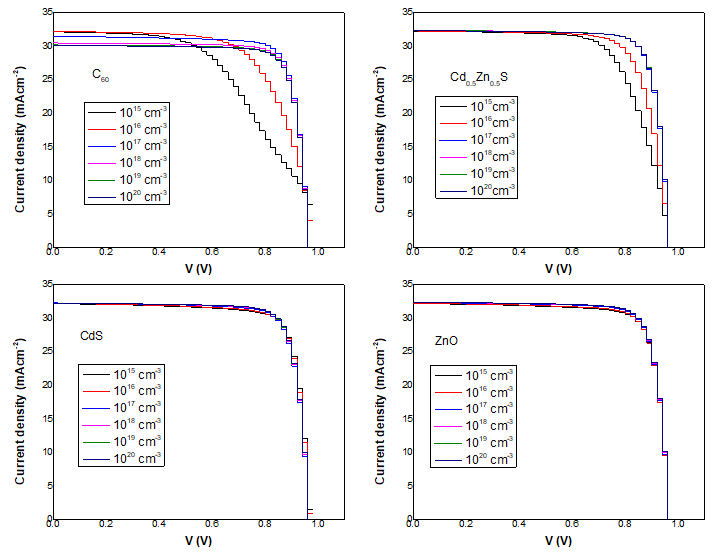 35
30
25
20
15
10
5
0
Current density (mAcm⁻²)
C₆₀
10¹⁵ cm⁻³
10¹⁶ cm⁻³
10¹⁷ cm⁻³
10¹⁸ cm⁻³
10¹⁹ cm⁻³
10²⁰ cm⁻³
0.0 0.2 0.4 0.6 0.8 1.0
V (V)
35
30
25
20
15
10
5
0
Current density (mAcm⁻²)
Cd₀.₅Zn₀.₅S
10¹⁵ cm⁻³
10¹⁶cm⁻³
10¹⁷cm⁻³
10¹⁸ cm⁻³
10¹⁹ cm⁻³
10²⁰cm⁻³
0.0 0.2 0.4 0.6 0.8 1.0
V (V)
35
30
25
20
15
10
5
0
Current density (mAcm⁻²)
CdS
10¹⁵ cm⁻³
10¹⁶ cm⁻³
10¹⁷ cm⁻³
10¹⁸ cm⁻³
10¹⁹ cm⁻³
10²⁰ cm⁻³
0.0 0.2 0.4 0.6 0.8 1.0
V (V)
35
30
25
20
15
10
5
0
Current density (mAcm⁻²)
ZnO
10¹⁵ cm⁻³
10¹⁶ cm⁻³
10¹⁷ cm⁻³
10¹⁸ cm⁻³
10¹⁹ cm⁻³
10²⁰ cm⁻³
0.0 0.2 0.4 0.6 0.8 1.0
V (V)